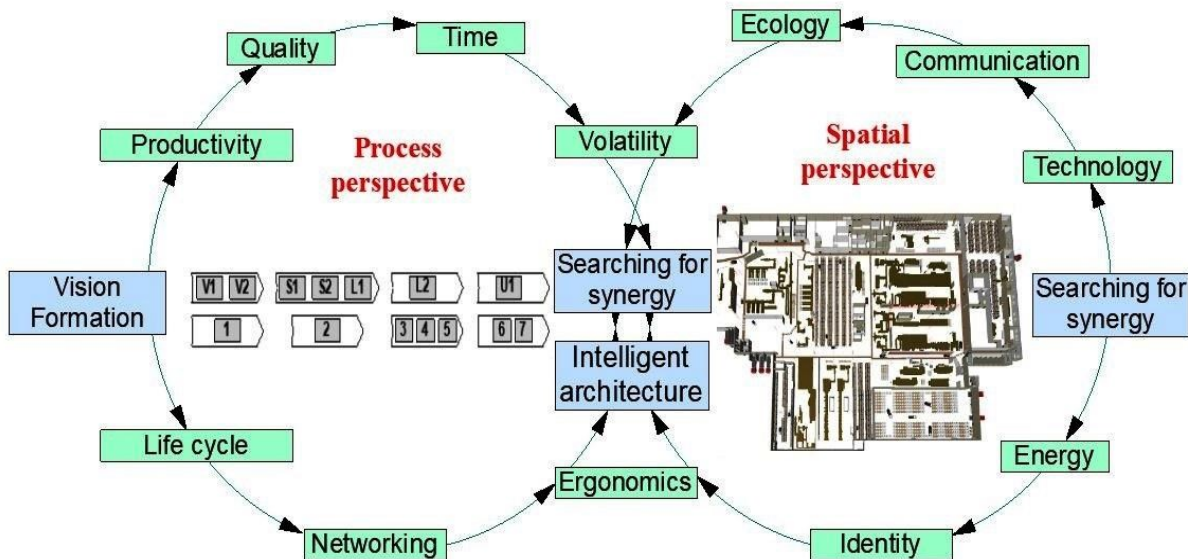 Quality
Time
Ecology
Communication
Productivity
Process
perspective
Volatility
Spatial
perspective
Technology
Vision
Formation
V1 V2
S1 S2 L1
L2
U1
1
2
3 4 5
6 7
Searching for
synergy
Intelligent
architecture
Searching for
synergy
Life cycle
Networking
Ergonomics
Energy
Identity